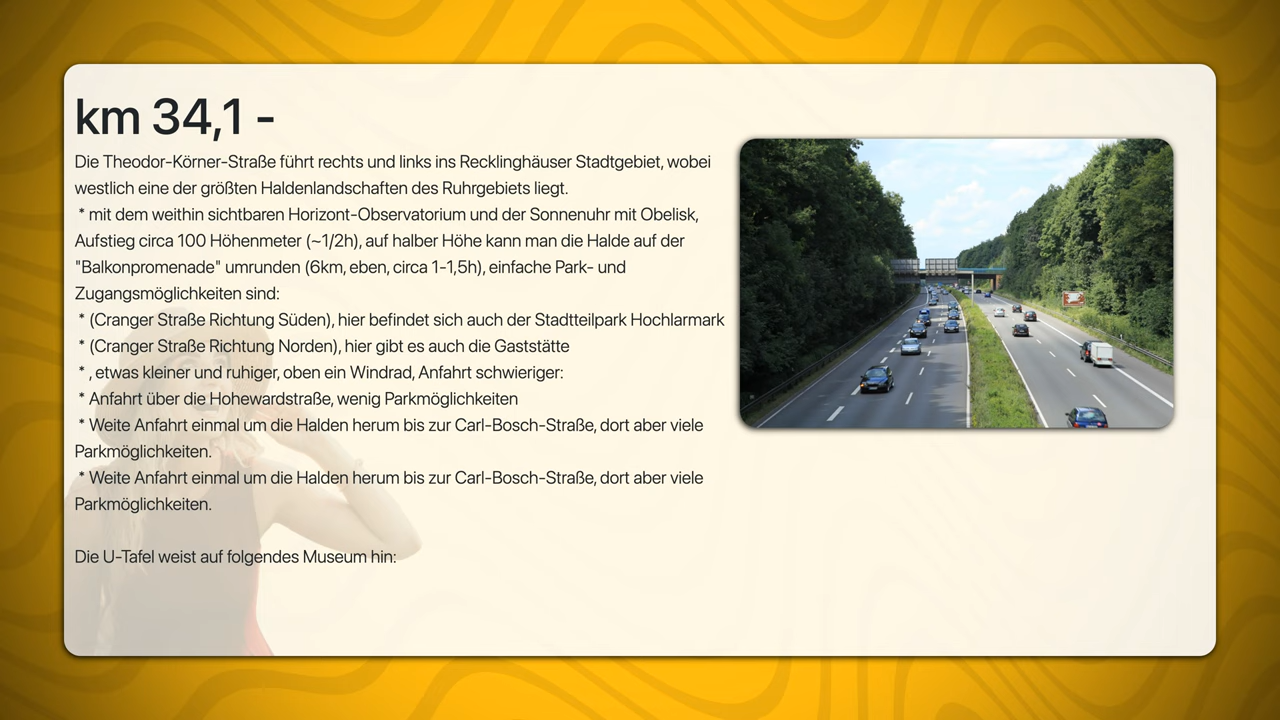 km 34,1 -
Die Theodor-Körner-Straße führt rechts und links ins Recklinghäuser Stadtgebiet, wobei
westlich eine der größten Haldenlandschaften des Ruhrgebiets liegt.
* mit dem weithin sichtbaren Horizont-Observatorium und der Sonnenuhr mit Obelisk,
Aufstieg circa 100 Höhenmeter (~1/2h), auf halber Höhe kann man die Halde auf der
"Balkonpromenade" umrunden (6km, eben, circa 1-1,5h), einfache Park- und
Zugangsmöglichkeiten sind:
* (Cranger Straße Richtung Süden), hier befindet sich auch der Stadtteilpark Hochlarmark
* (Cranger Straße Richtung Norden), hier gibt es auch die Gaststätte
* , etwas kleiner und ruhiger, oben ein Windrad, Anfahrt schwieriger:
* Anfahrt über die Hohewardstraße, wenig Parkmöglichkeiten
* Weite Anfahrt einmal um die Halden herum bis zur Carl-Bosch-Straße, dort aber viele
Parkmöglichkeiten.
* Weite Anfahrt einmal um die Halden herum bis zur Carl-Bosch-Straße, dort aber viele
Parkmöglichkeiten.
Die U-Tafel weist auf folgendes Museum hin: